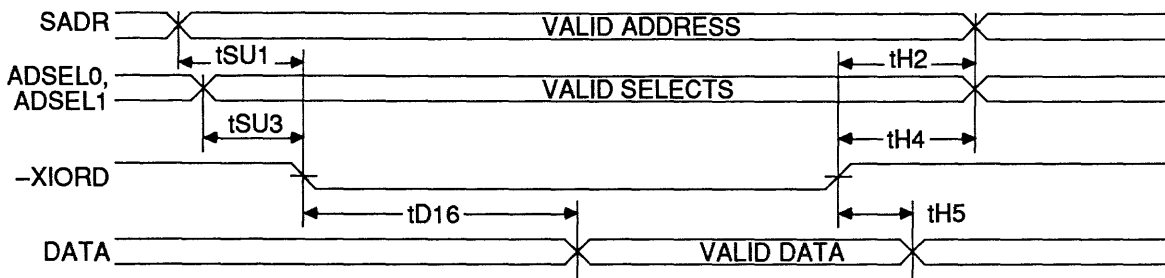 SADR
VALID ADDRESS
tSU1
tH2
ADSEL0,
ADSEL1
VALID SELECTS
tSU3
tH4
–XIORD
tD16
tH5
DATA
VALID DATA